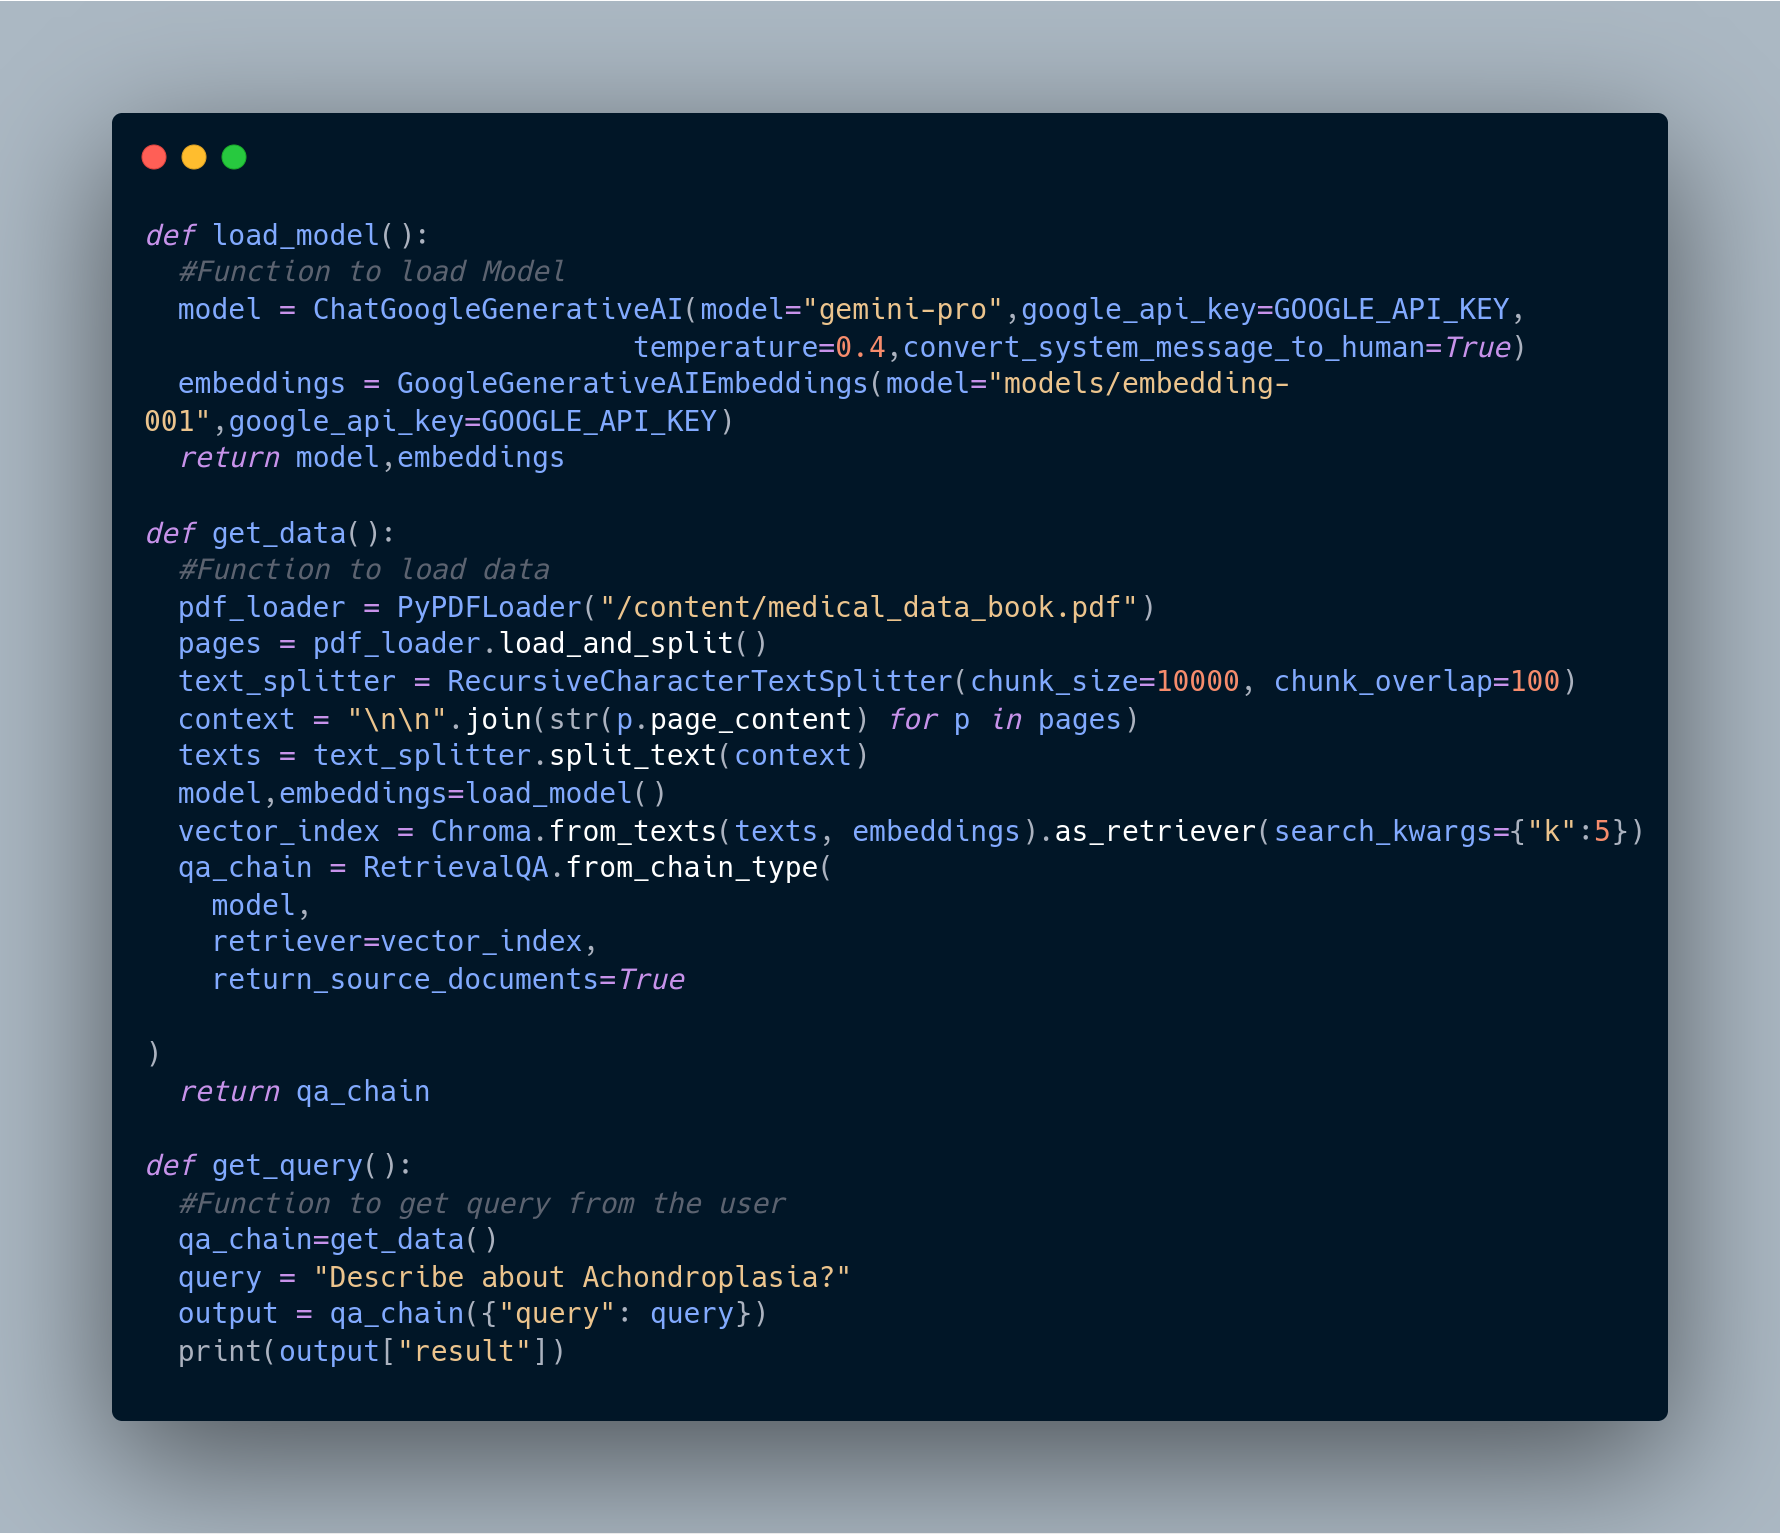 def load_model():
  #Function to load Model
  model = ChatGoogleGenerativeAI(model="gemini-pro",google_api_key=GOOGLE_API_KEY,
                             temperature=0.4,convert_system_message_to_human=True)
  embeddings = GoogleGenerativeAIEmbeddings(model="models/embedding-
001",google_api_key=GOOGLE_API_KEY)
  return model,embeddings

def get_data():
  #Function to load data
  pdf_loader = PyPDFLoader("/content/medical_data_book.pdf")
  pages = pdf_loader.load_and_split()
  text_splitter = RecursiveCharacterTextSplitter(chunk_size=10000, chunk_overlap=100)
  context = "\n\n".join(str(p.page_content) for p in pages)
  texts = text_splitter.split_text(context)
  model,embeddings=load_model()
  vector_index = Chroma.from_texts(texts, embeddings).as_retriever(search_kwargs={"k":5})
  qa_chain = RetrievalQA.from_chain_type(
    model,
    retriever=vector_index,
    return_source_documents=True

)
  return qa_chain

def get_query():
  #Function to get query from the user
  qa_chain=get_data()
  query = "Describe about Achondroplasia?"
  output = qa_chain({"query": query})
  print(output["result"])